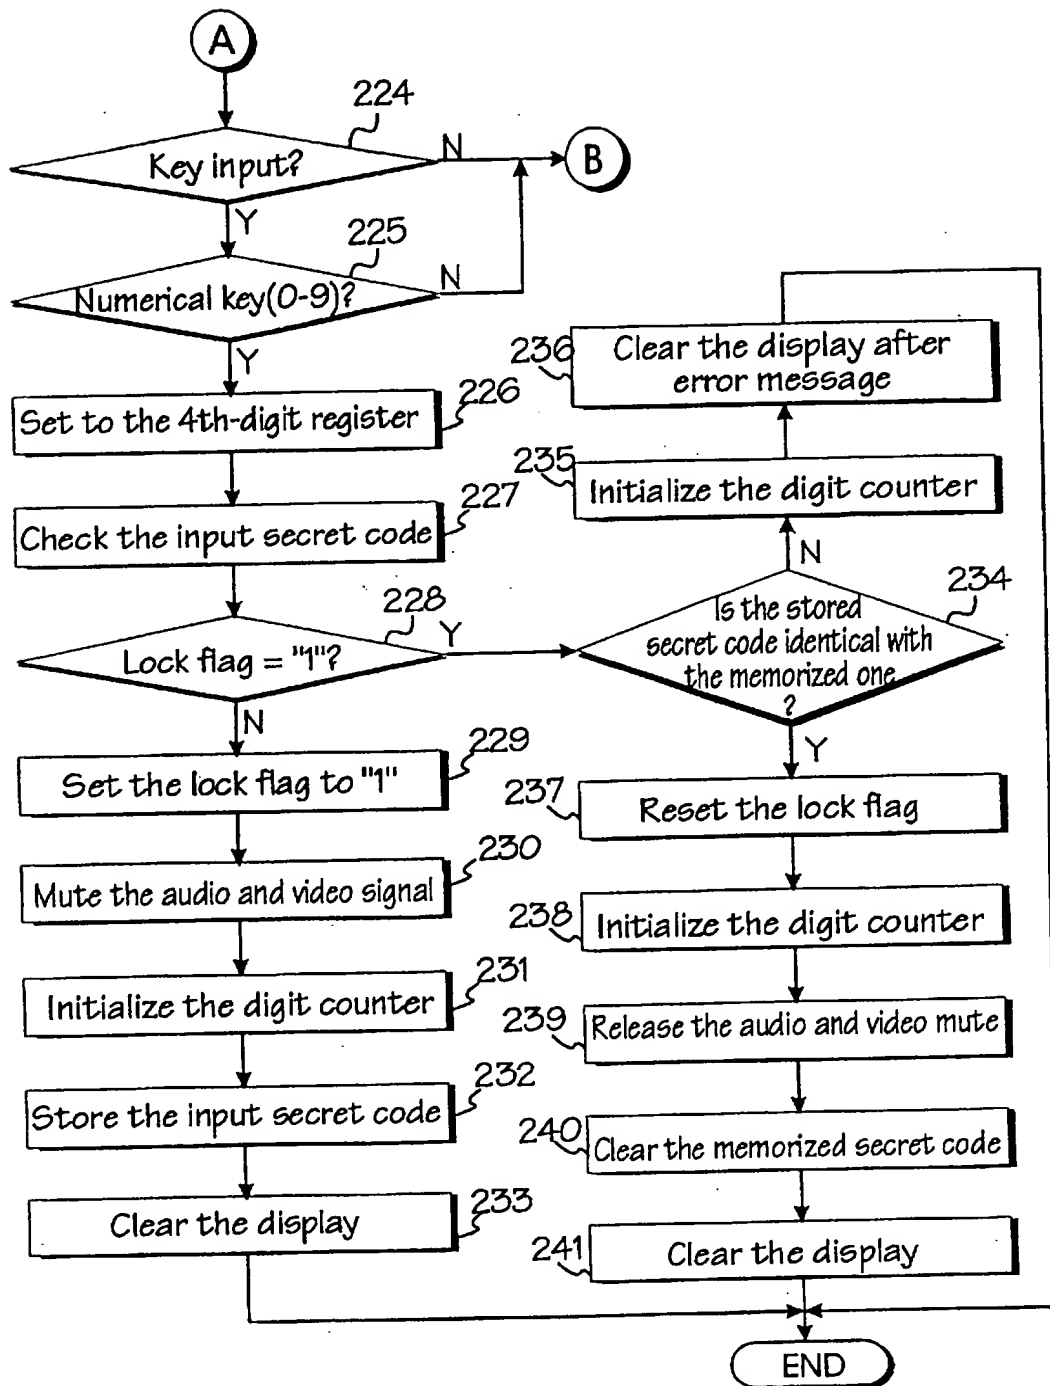 A
224
Key input?
N
B
Y
225
Numerical key(0-9)?
N
Y
226
Set to the 4th-digit register
227
Check the input secret code
228
Lock flag = "1"?
Y
N
229
Set the lock flag to "1"
230
Mute the audio and video signal
231
Initialize the digit counter
232
Store the input secret code
233
Clear the display
236
Clear the display after
error message
235
Initialize the digit counter
N
234
Is the stored
secret code identical with
the memorized one
?
Y
237
Reset the lock flag
238
Initialize the digit counter
239
Release the audio and video mute
240
Clear the memorized secret code
241
Clear the display
END